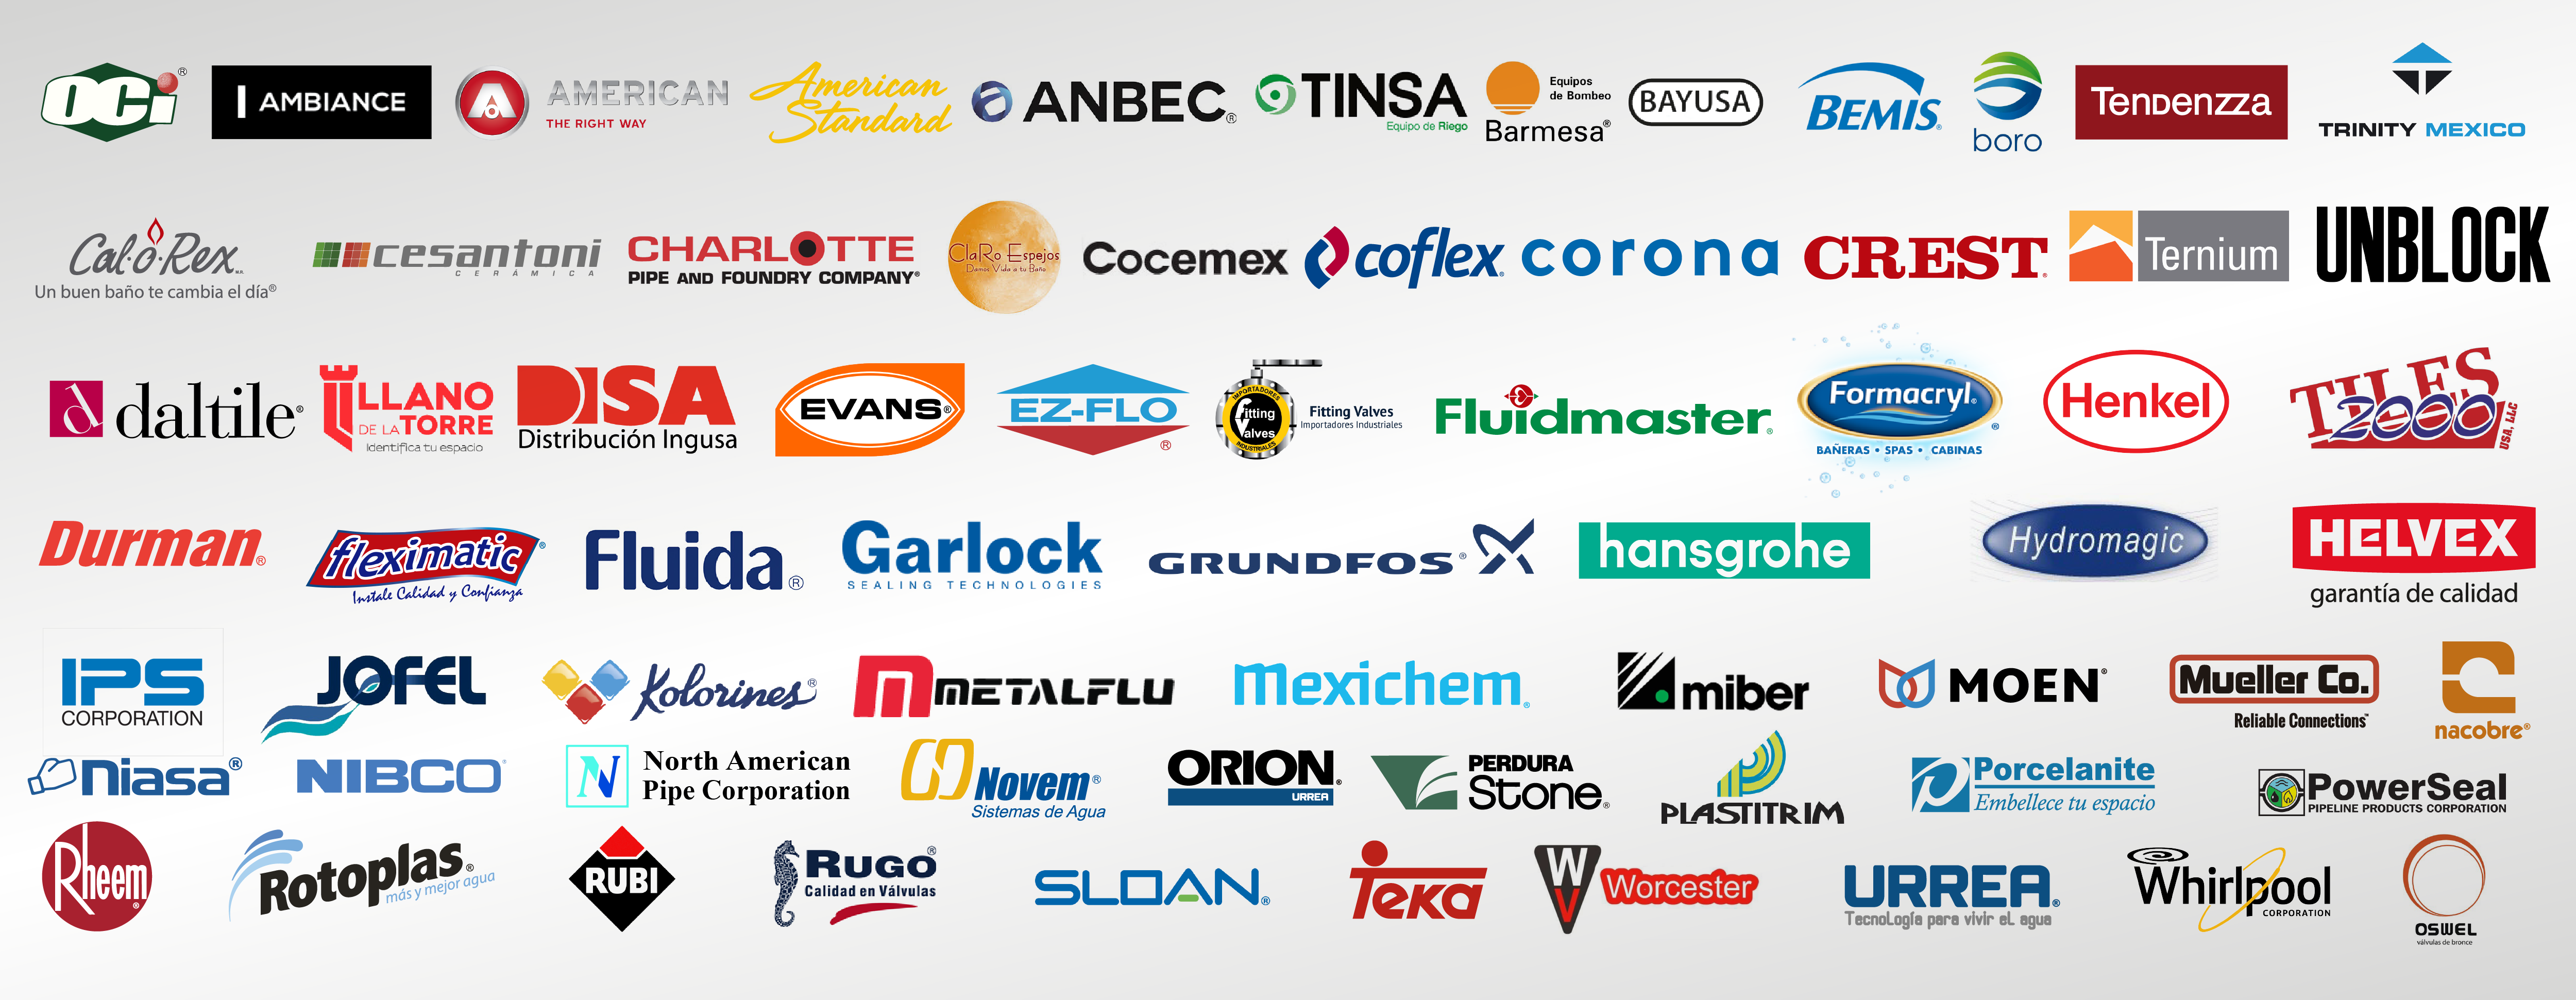 OCi®
AMBIANCE
AMERICAN
THE RIGHT WAY
American
Standard
ANBEC®
TINSA
Equipo de Riego
Equipos
de Bombeo
Barmesa®
BAYUSA
BEMIS®
boro
TenDenzza
TRINITY MEXICO
Cal-o-Rex M.R.
Un buen baño te cambia el día®
cesantoni
CERÁMICA
CHARLOTTE
PIPE AND FOUNDRY COMPANY®
ClaRo Espejos
Damos Vida a tu Baño
Cocemex
coflex®
corona
CREST®
Ternium
UNBLOCK
d daltile®
LLANO
DE LA TORRE
Identifica tu espacio
DISA
Distribución Ingusa
EVANS®
EZ-FLO
®
IMPORTADORES
Fitting
Valves
INDUSTRIALES
Fitting Valves
Importadores Industriales
Fluidmaster®
Formacryl®
®
BAÑERAS • SPAS • CABINAS
Henkel
TILES
2000
USA, LLC
Durman®
fleximatic®
Instale Calidad y Confianza
Fluida®
Garlock
SEALING TECHNOLOGIES
GRUNDFOS®
hansgrohe
Hydromagic
HELVEX
garantía de calidad
IPS
CORPORATION
JOFEL
Kolorines®
METALFLU
Mexichem®
miber
MOEN®
Mueller Co.
Reliable Connections™
nacobre®
Niasa®
NIBCO®
N North American
Pipe Corporation
Novem®
Sistemas de Agua
ORION®
URREA
PERDURA
Stone®
PLASTITRIM
Porcelanite
Embellece tu espacio
PowerSeal
PIPELINE PRODUCTS CORPORATION
Rheem®
Rotoplas®
más y mejor agua
RUBI
RUGO®
Calidad en Válvulas
SLOAN®
Teka
W
V
Worcester
URREA®
Tecnología para vivir el agua
Whirlpool
CORPORATION
OSWEL
válvulas de bronce